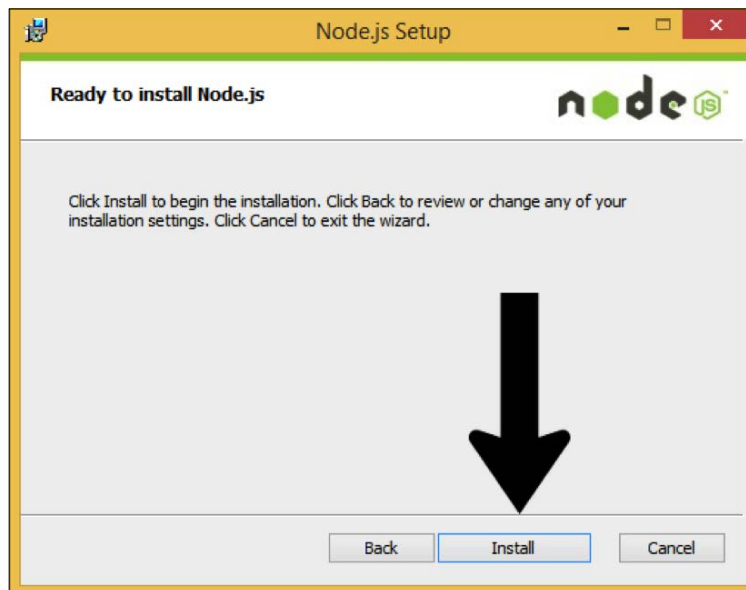 Node.js Setup
Ready to install Node.js
node JS
Click Install to begin the installation. Click Back to review or change any of your
installation settings. Click Cancel to exit the wizard.
Back Install Cancel